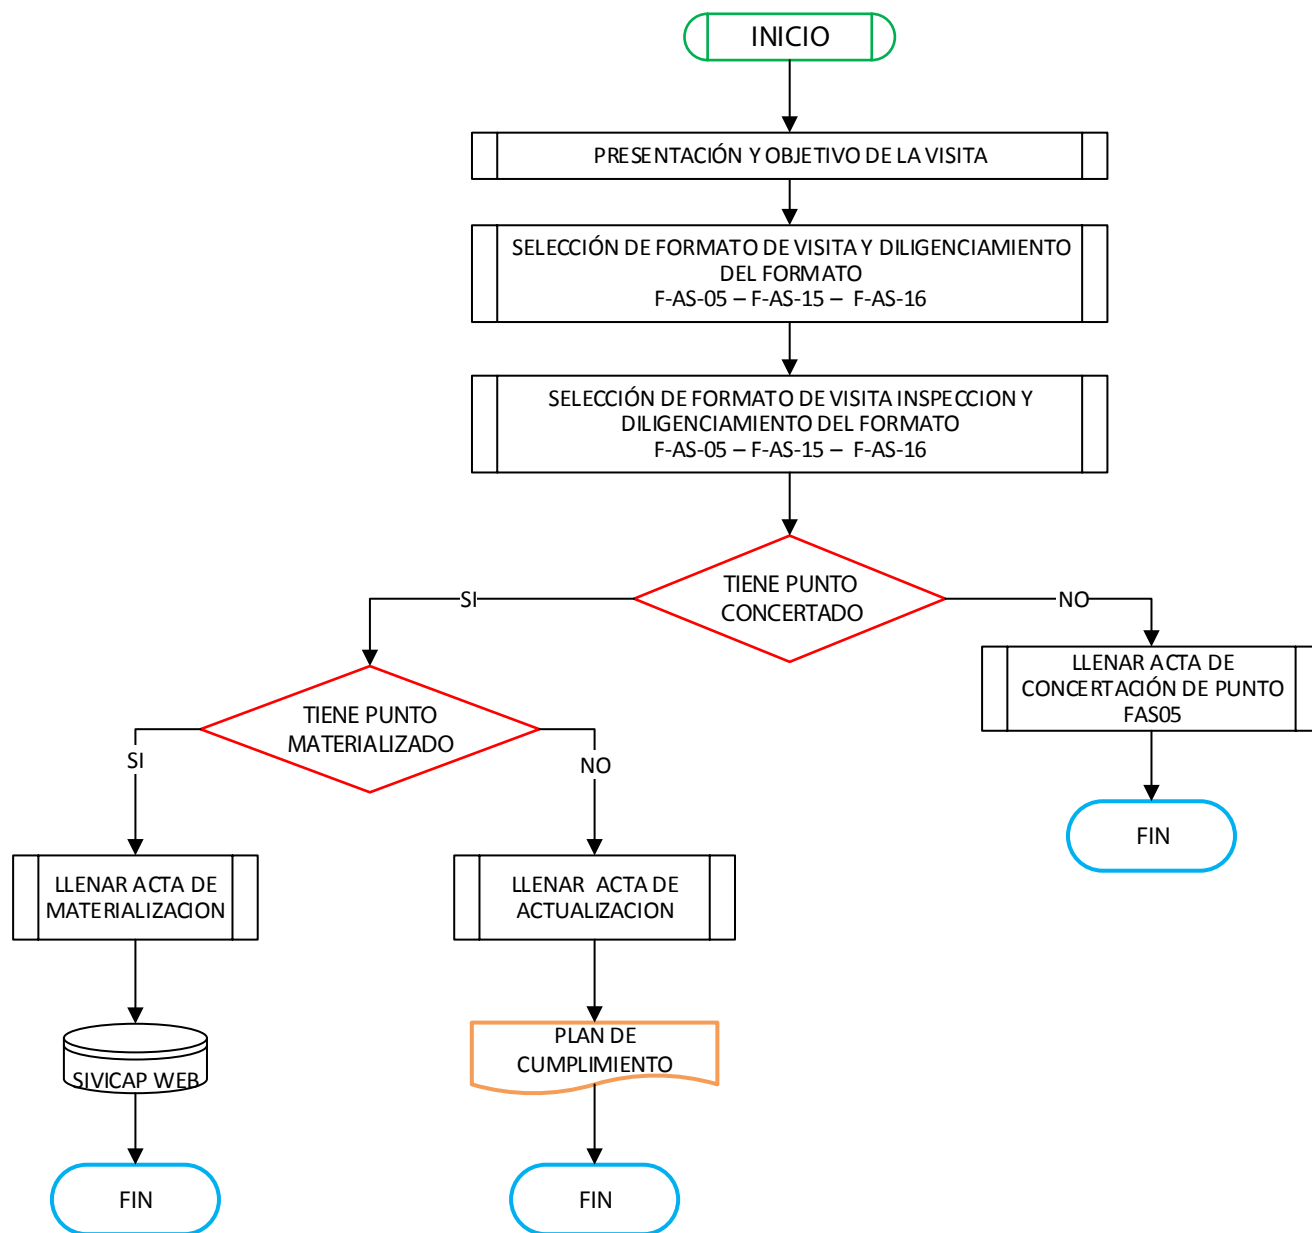 INICIO
PRESENTACIÓN Y OBJETIVO DE LA VISITA
SELECCIÓN DE FORMATO DE VISITA Y DILIGENCIAMIENTO
DEL FORMATO
F-AS-05 – F-AS-15 – F-AS-16
SELECCIÓN DE FORMATO DE VISITA INSPECCION Y
DILIGENCIAMIENTO DEL FORMATO
F-AS-05 – F-AS-15 – F-AS-16
TIENE PUNTO
CONCERTADO
SI
NO
LLENAR ACTA DE
CONCERTACIÓN DE PUNTO
FAS05
FIN
TIENE PUNTO
MATERIALIZADO
SI
NO
LLENAR ACTA DE
MATERIALIZACION
LLENAR ACTA DE
ACTUALIZACION
SIVICAP WEB
PLAN DE
CUMPLIMIENTO
FIN
FIN